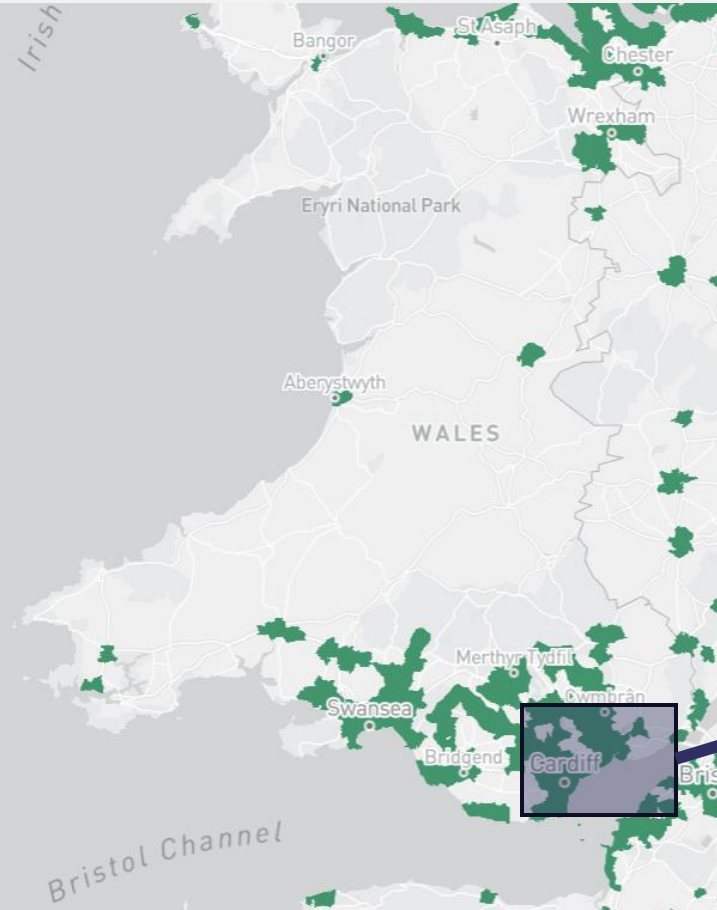 Irish
Bangor
St Asaph
Chester
Wrexham
Eryri National Park
Aberystwyth
WALES
Merthyr Tydfil
Cwmbrân
Swansea
Bridgend
Cardiff
Bris
Bristol Channel